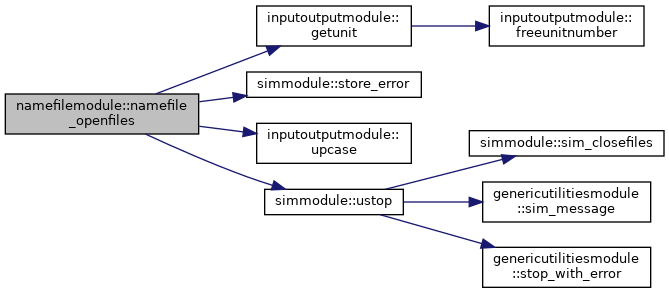 namefilemodule::namefile
_openfiles
inputoutputmodule::
getunit
inputoutputmodule::
freeunitnumber
simmodule::store_error
inputoutputmodule::
upcase
simmodule::ustop
simmodule::sim_closefiles
genericutilitiesmodule
::sim_message
genericutilitiesmodule
::stop_with_error